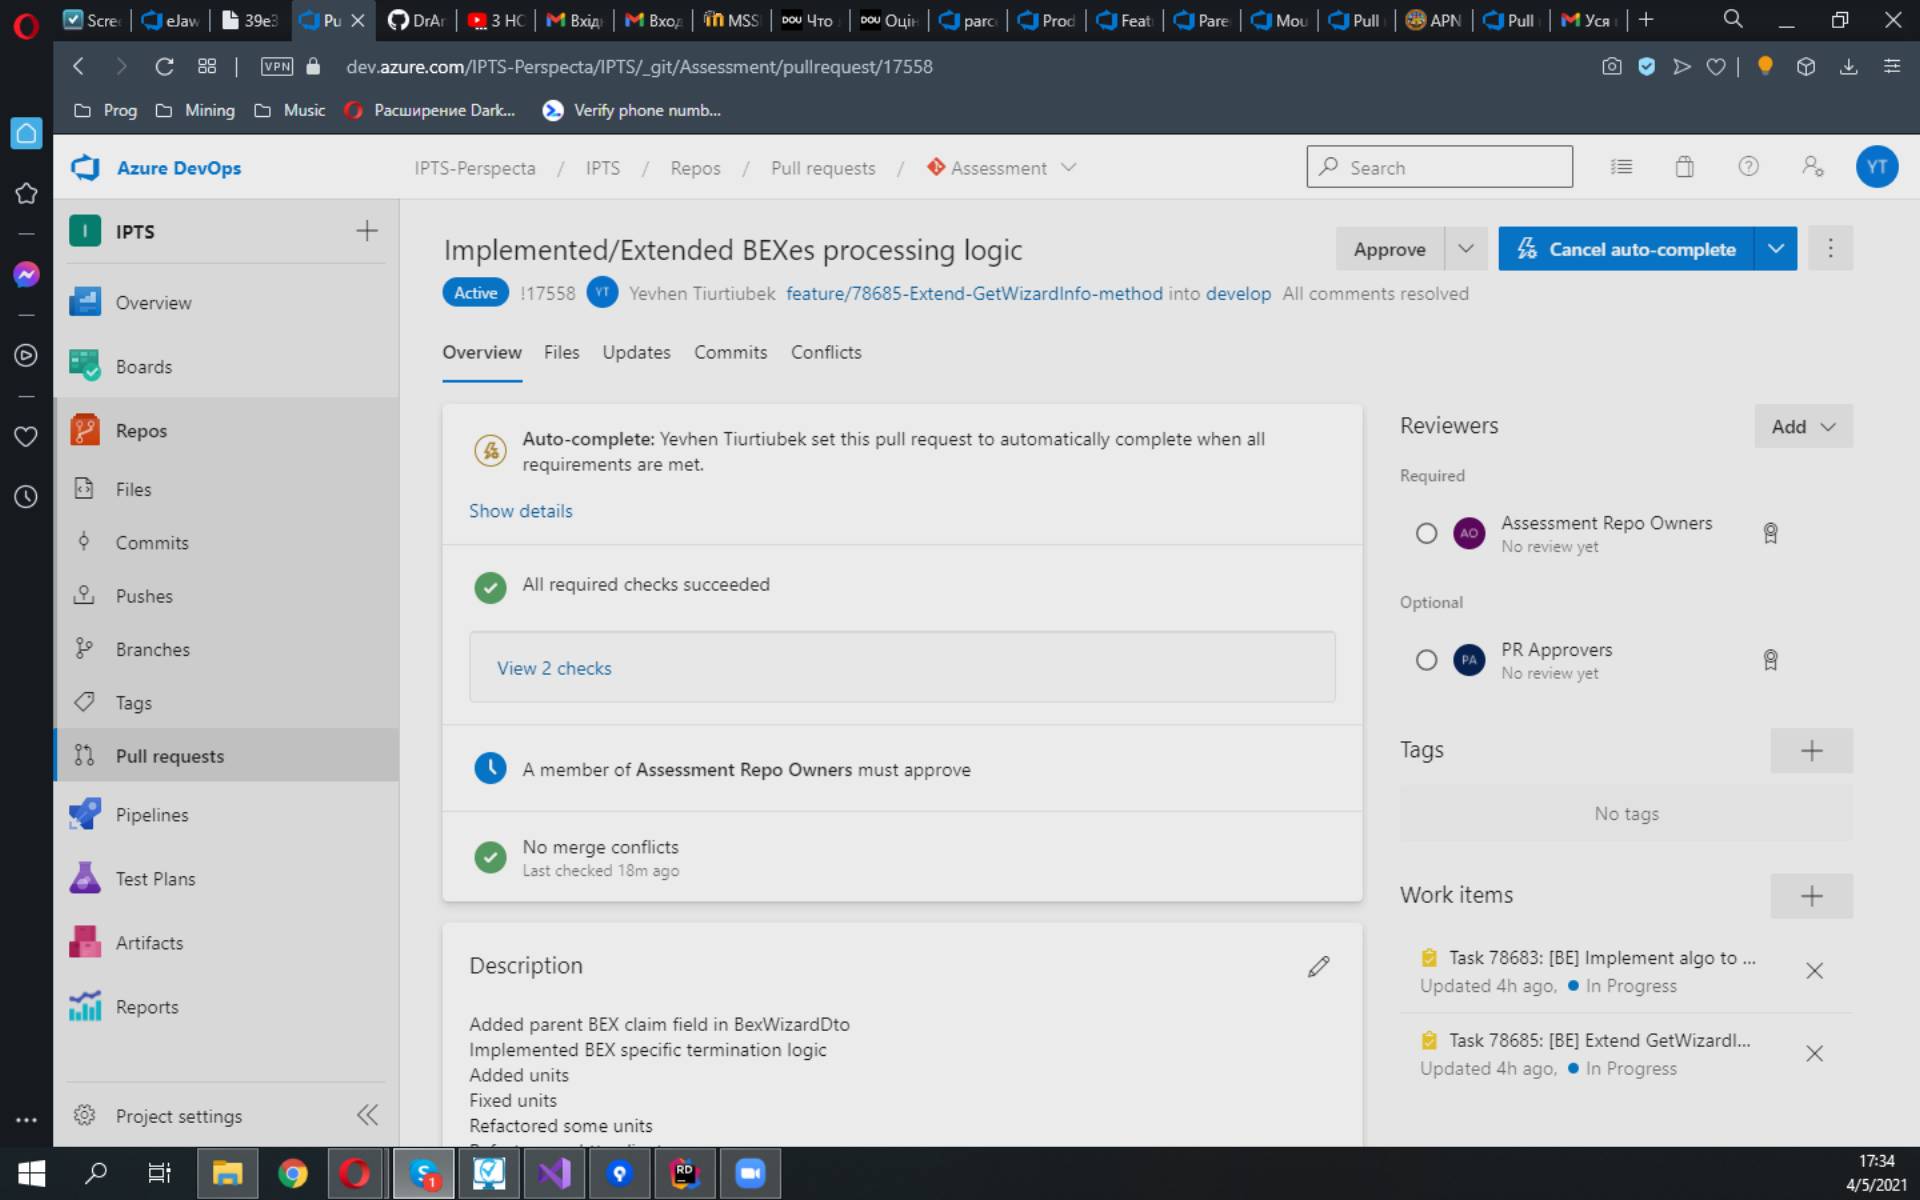 Scre
eJaw
39e3
Pu
DrAr
3 HC
Вхід
Вход
MSS
DOU Что
DOU Оцін
parc
Prod
Feat
Pare
Mou
Pull
APN
Pull
Уся
VPN
dev.azure.com/IPTS-Perspecta/IPTS/_git/Assessment/pullrequest/17558
Prog
Mining
Music
Расширение Dark...
Verify phone numb...
Azure DevOps
IPTS-Perspecta / IPTS / Repos / Pull requests / Assessment
Search
YT
I IPTS
Overview
Boards
Repos
Files
Commits
Pushes
Branches
Tags
Pull requests
Pipelines
Test Plans
Artifacts
Reports
Project settings
Implemented/Extended BEXes processing logic
Approve
Cancel auto-complete
Active !17558 YT Yevhen Tiurtiubek feature/78685-Extend-GetWizardInfo-method into develop All comments resolved
Overview Files Updates Commits Conflicts
Auto-complete: Yevhen Tiurtiubek set this pull request to automatically complete when all
requirements are met.
Show details
All required checks succeeded
View 2 checks
A member of Assessment Repo Owners must approve
No merge conflicts
Last checked 18m ago
Description
Added parent BEX claim field in BexWizardDto
Implemented BEX specific termination logic
Added units
Fixed units
Refactored some units
Reviewers
Add
Required
AO Assessment Repo Owners
No review yet
Optional
PA PR Approvers
No review yet
Tags
No tags
Work items
Task 78683: [BE] Implement algo to ...
Updated 4h ago, In Progress
Task 78685: [BE] Extend GetWizardI...
Updated 4h ago, In Progress
S 1
RD
17:34
4/5/2021